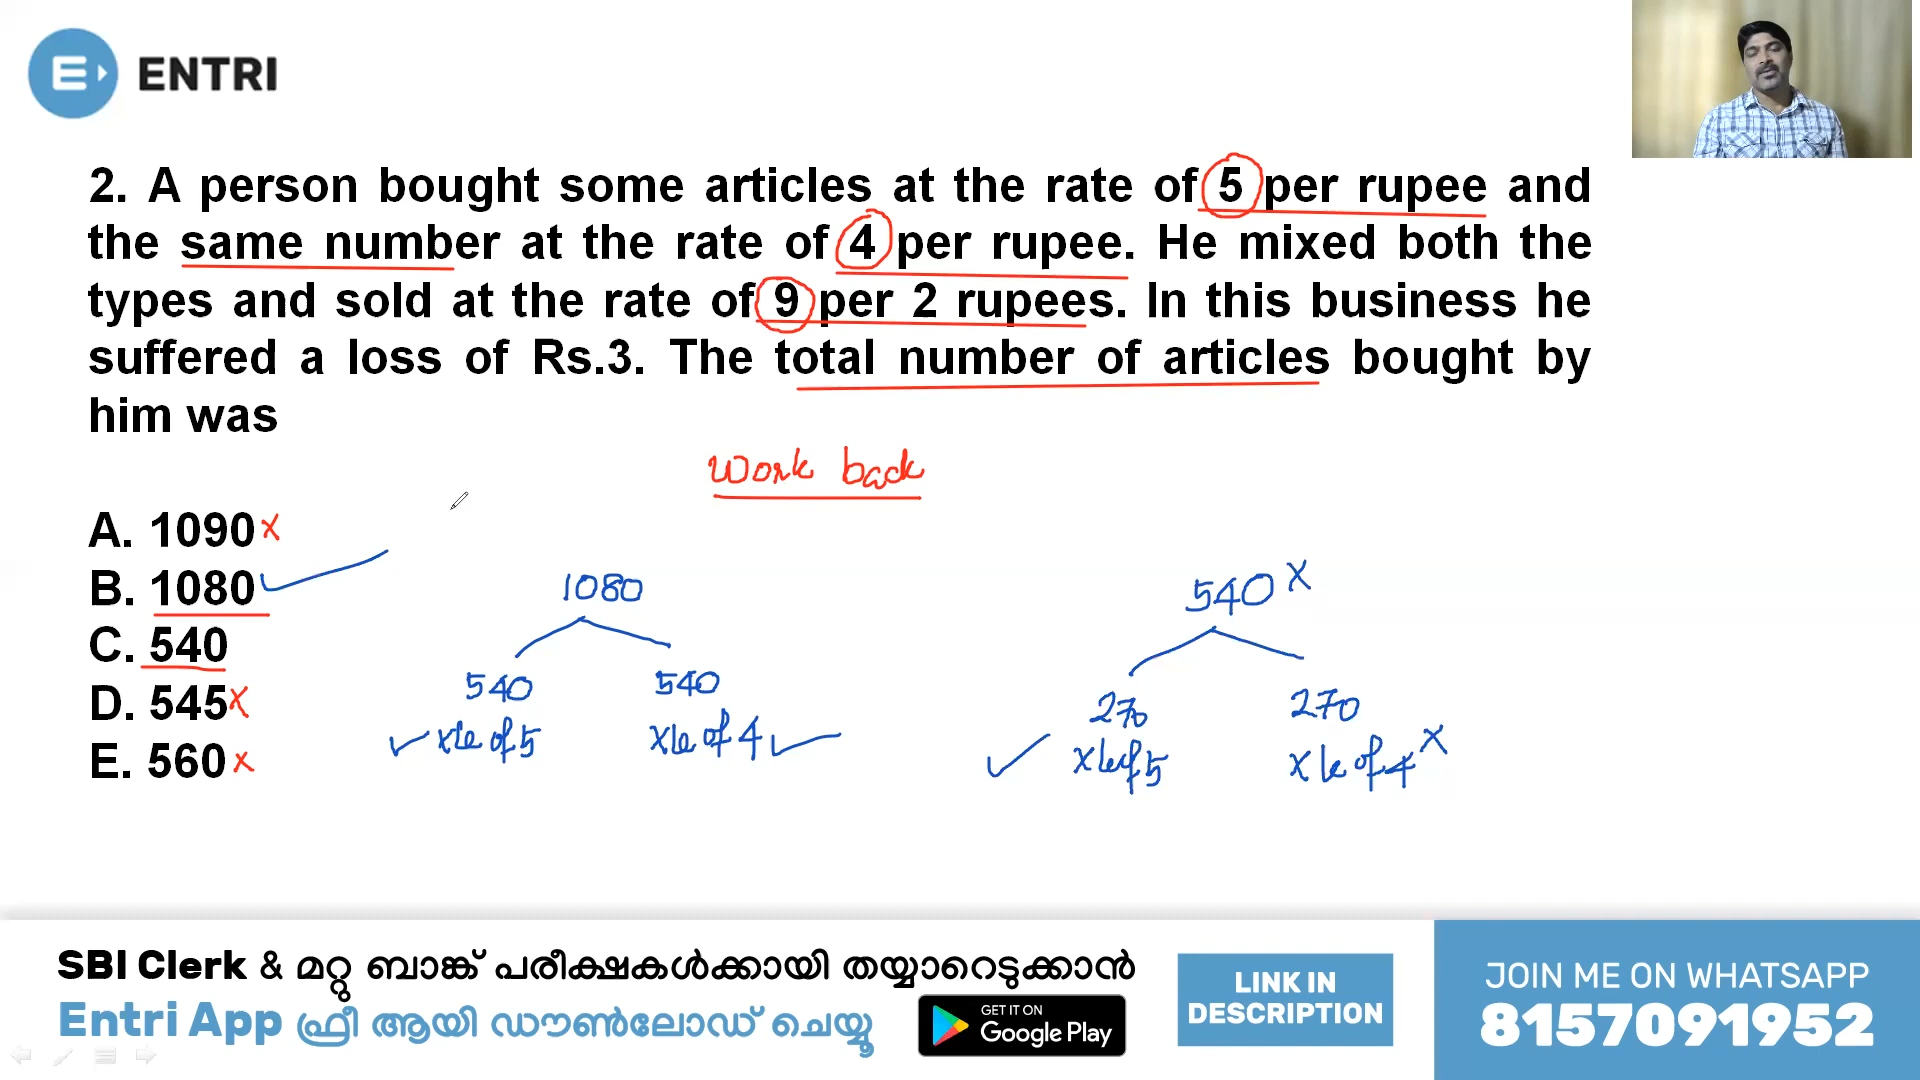 ENTRI
2. A person bought some articles at the rate of 5 per rupee and
the same number at the rate of 4 per rupee. He mixed both the
types and sold at the rate of 9 per 2 rupees. In this business he
suffered a loss of Rs.3. The total number of articles bought by
him was
Work back
A. 1090 x
B. 1080
C. 540
D. 545 x
E. 560 x
1080
540 540
xle of 5 xle of 4
540 x
270 270
xle of 5 xle of 4 x
SBI Clerk & മറ്റു ബാങ്ക് പരീക്ഷകൾക്കായി തയ്യാറെടുക്കാൻ
Entri App ഫ്രീ ആയി ഡൗൺലോഡ് ചെയ്യൂ
GET IT ON
Google Play
LINK IN
DESCRIPTION
JOIN ME ON WHATSAPP
8157091952